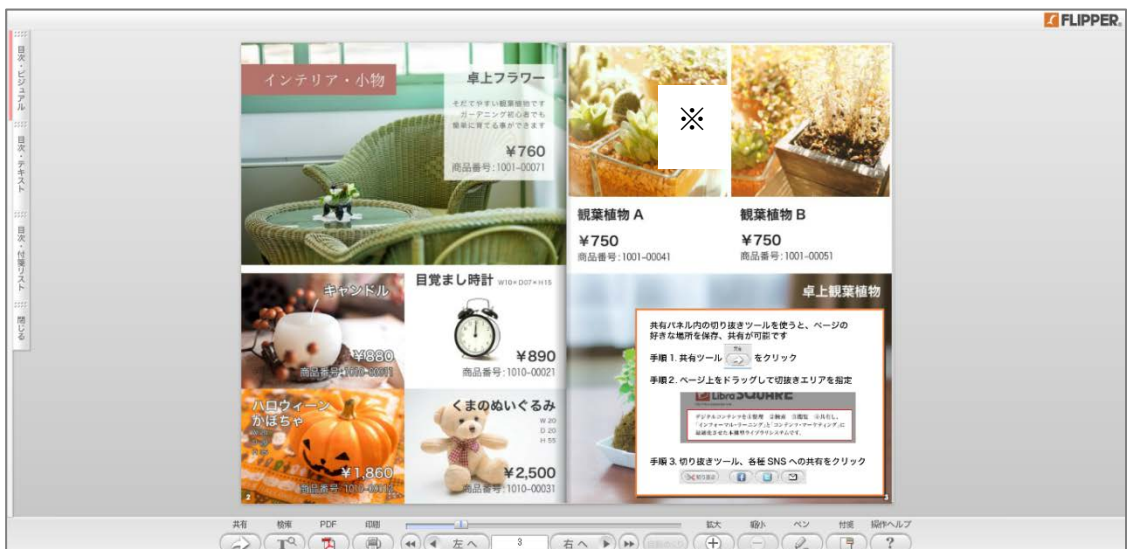 FLIPPER
目次・ビジュアル
目次・テキスト
目次・付箋リスト
閉じる
インテリア・小物
卓上フラワー
そだてやすい観葉植物です
ガーデニング初心者でも
簡単に育てる事ができます
¥760
商品番号:1001-00071
キャンドル
¥880
商品番号:1010-00011
目覚まし時計 W10×D07×H15
¥890
商品番号:1010-00021
ハロウィーン
かぼちゃ
¥1,860
くまのぬいぐるみ
W 20
D 20
H 55
¥2,500
商品番号:1010-00031
2
※
観葉植物 A
¥750
商品番号:1001-00041
観葉植物 B
¥750
商品番号:1001-00051
卓上観葉植物
共有パネル内の切り抜きツールを使うと、ページの
好きな場所を保存、共有が可能です
手順 1. 共有ツール 共有 をクリック
手順 2. ページ上をドラッグして切抜きエリアを指定
Libra SQUARE
手順 3. 切り抜きツール、各種 SNS への共有をクリック
切り抜き
3
共有
検索
PDF
印刷
拡大
縮小
ペン
付箋
操作ヘルプ
左へ
3
右へ